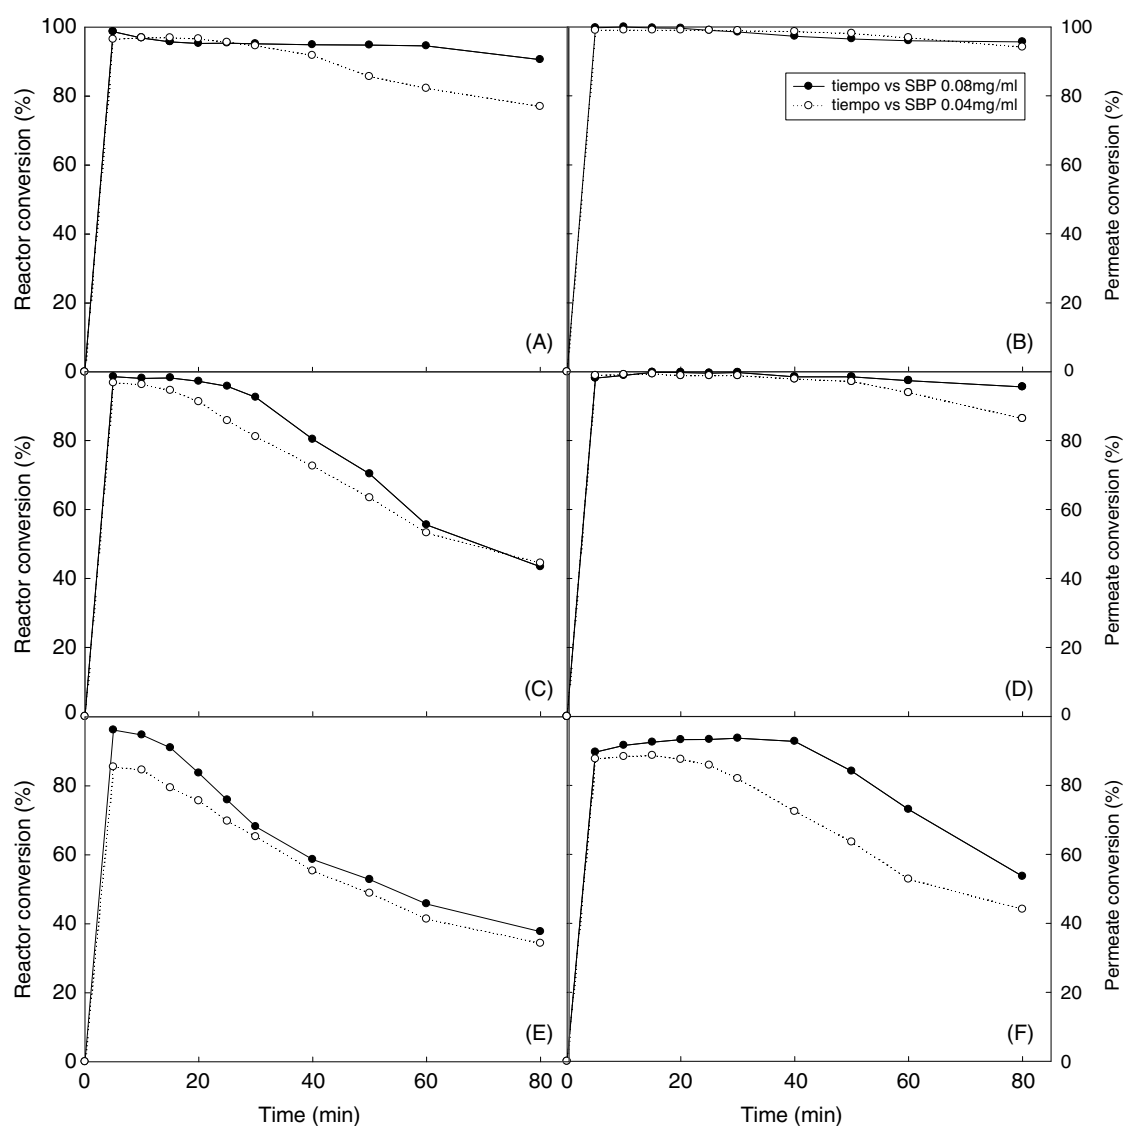 100
80
60
40
20
0
Reactor conversion (%)
(A)
100
80
60
40
20
0
Permeate conversion (%)
tiempo vs SBP 0.08mg/ml
tiempo vs SBP 0.04mg/ml
(B)
80
60
40
20
0
Reactor conversion (%)
(C)
80
60
40
20
0
Permeate conversion (%)
(D)
80
60
40
20
0
Reactor conversion (%)
(E)
80
60
40
20
0
Permeate conversion (%)
(F)
0 20 40 60 80
0 20 40 60 80
Time (min)
Time (min)